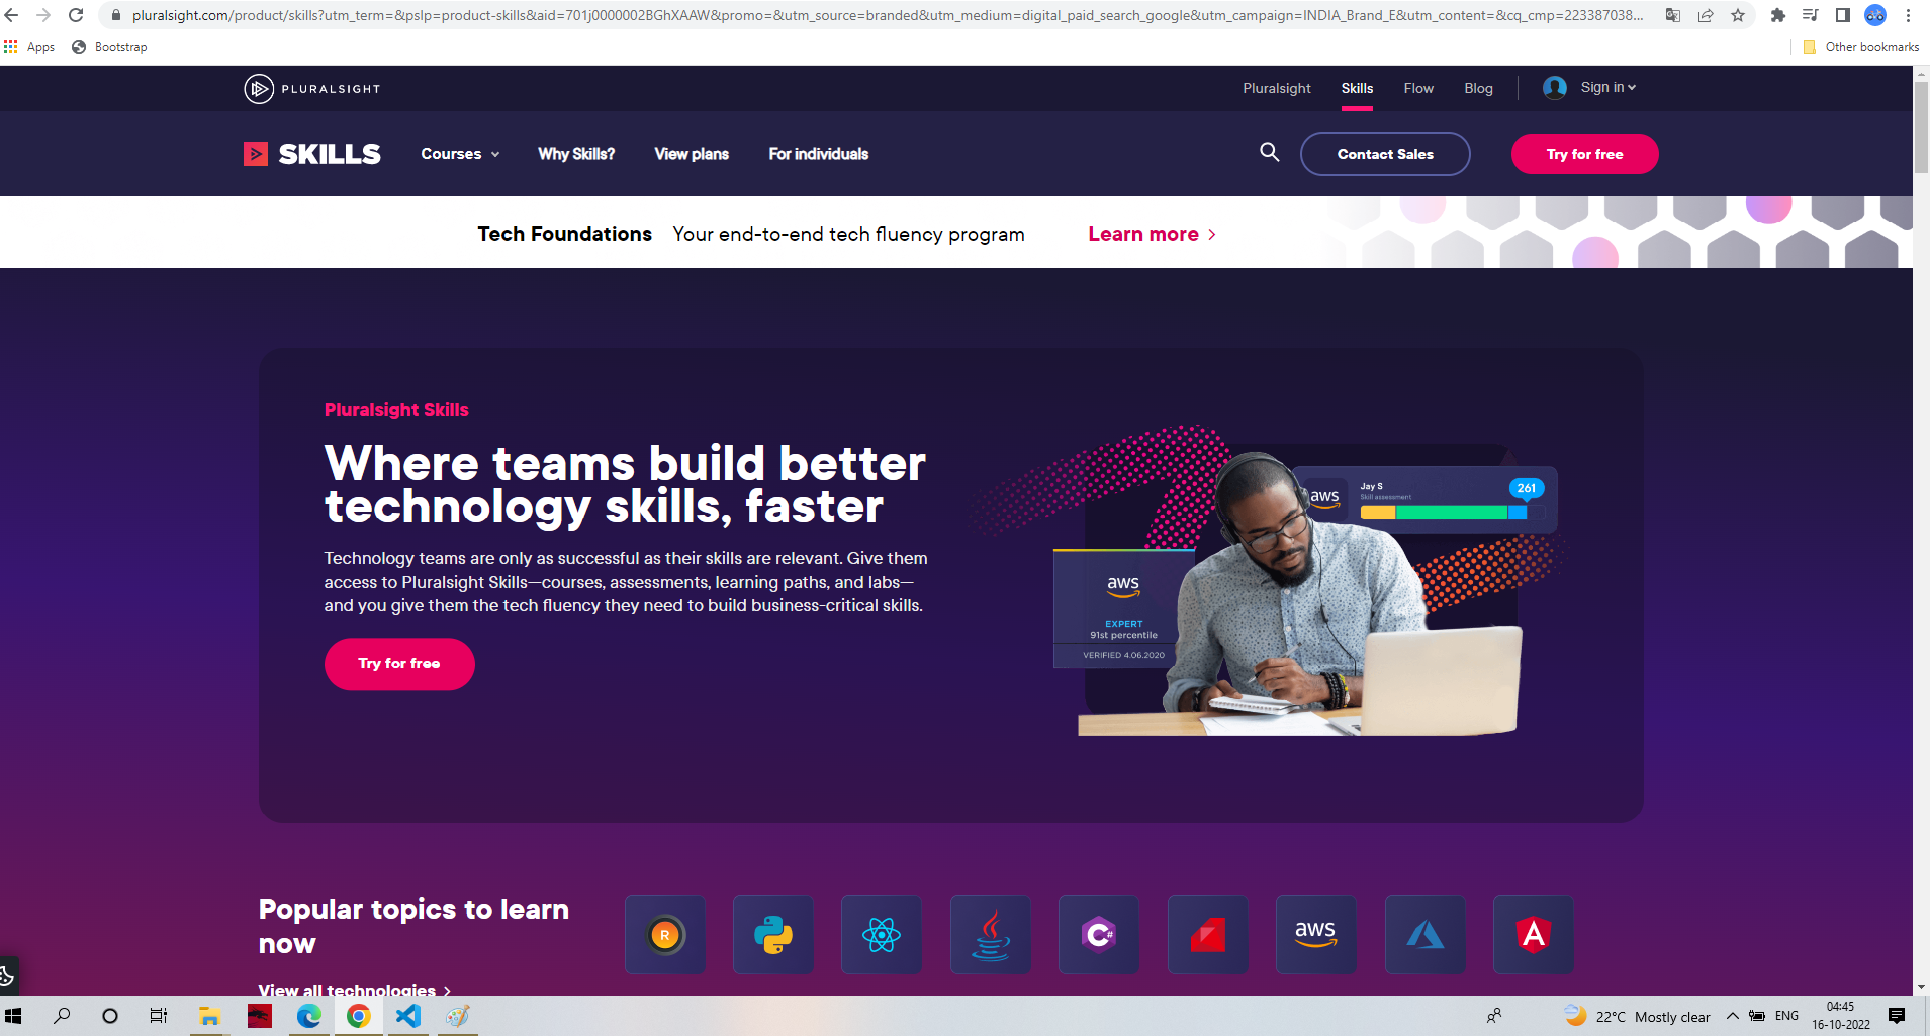 pluralsight.com/product/skills?utm_term=&pslp=product-skills&aid=701j0000002BGhXAAW&promo=&utm_source=branded&utm_medium=digital_paid_search_google&utm_campaign=INDIA_Brand_E&utm_content=&cq_cmp=223387038...
Apps
Bootstrap
Other bookmarks
PLURALSIGHT
Pluralsight
Skills
Flow
Blog
Sign in
SKILLS
Courses
Why Skills?
View plans
For individuals
Contact Sales
Try for free
Tech Foundations
Your end-to-end tech fluency program
Learn more
Pluralsight Skills
Where teams build better
technology skills, faster
Technology teams are only as successful as their skills are relevant. Give them
access to Pluralsight Skills—courses, assessments, learning paths, and labs—
and you give them the tech fluency they need to build business-critical skills.
Try for free
aws
Jay S
Skill assessment
261
aws
EXPERT
91st percentile
VERIFIED 4.06.2020
Popular topics to learn
now
View all technologies
R
C#
aws
A
22°C Mostly clear
ENG
04:45
16-10-2022